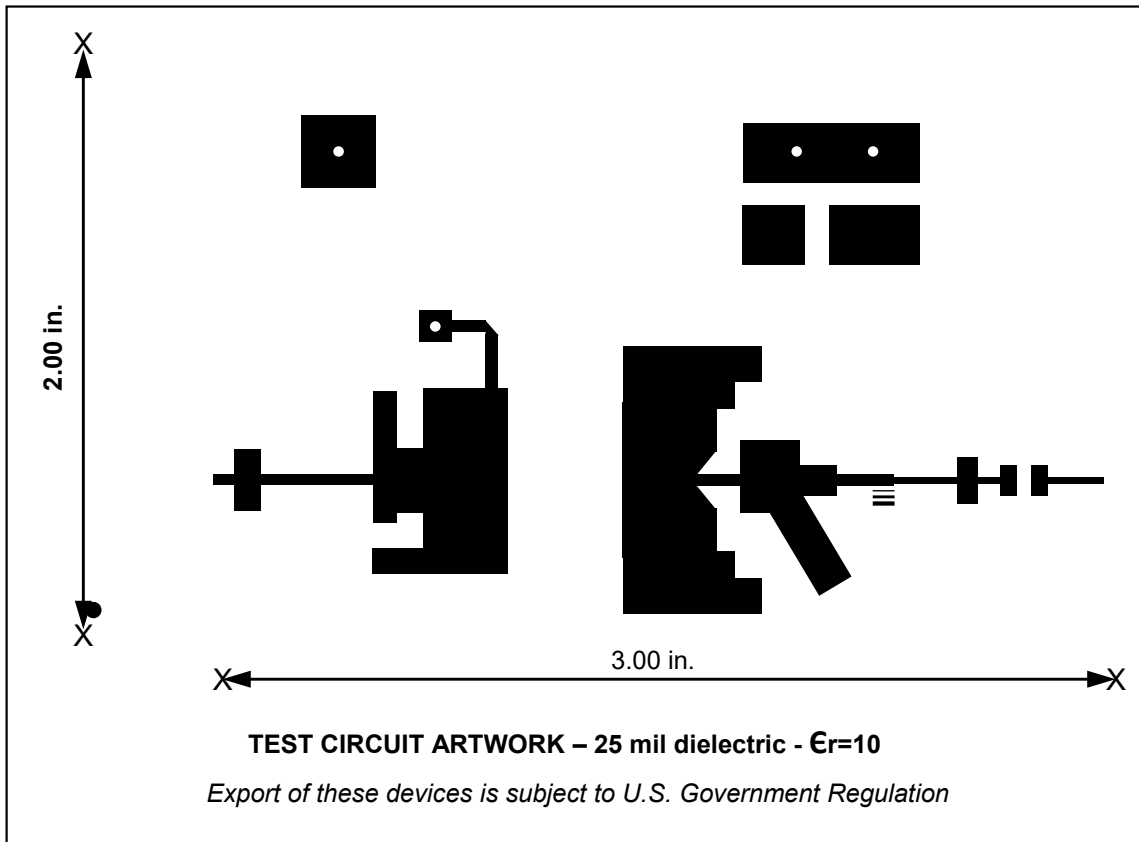 X
2.00 in.
X
3.00 in.
X
X
TEST CIRCUIT ARTWORK – 25 mil dielectric - Єr=10
Export of these devices is subject to U.S. Government Regulation